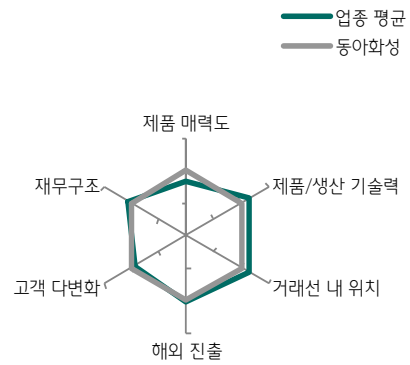 업종 평균
동아화성
제품 매력도
재무구조
제품/생산 기술력
고객 다변화
거래선 내 위치
해외 진출